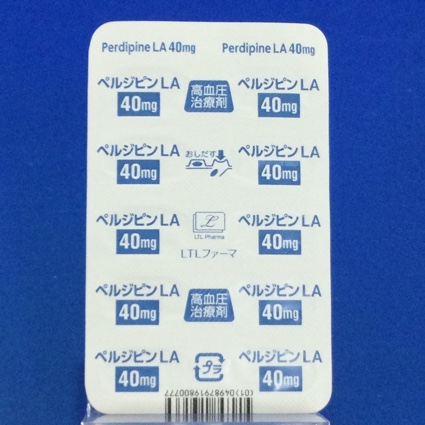 Perdipine LA 40mg Perdipine LA 40mg
ペルジピンLA 高血圧 ペルジピンLA
40mg 治療剤 40mg
ペルジピンLA おしだす ペルジピンLA
40mg 40mg
ペルジピンLA L ペルジピンLA
40mg LTL Pharma 40mg
LTLファーマ
ペルジピンLA 高血圧 ペルジピンLA
40mg 治療剤 40mg
ペルジピンLA プラ ペルジピンLA
40mg 40mg
(01)04987919800777